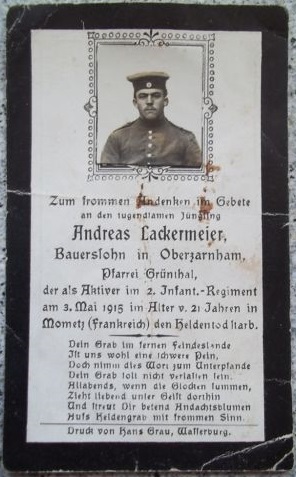 Zum frommen Andenken im Gebete
an den tugendsamen Jüngling
Andreas Lackermeier,
Bauerssohn in Oberzarnham,
Pfarrei Grünthal,
der als Aktiver im 2. Infant.-Regiment
am 3. Mai 1915 im Alter v. 21 Jahren in
Mometz (Frankreich) den Heldentod starb.
Dein Grab im fernen Feindeslande
Ist uns wohl eine schwere Pein,
Doch nimm dies Wort zum Unterpfande
Dein Grab soll nicht verlassen sein.
Allabends, wenn die Glocken summen,
Zieht liebend unser Geist dorthin
Und streut Dir betend Andachtsblumen
Aufs Heldengrab mit frommen Sinn.
Druck von Hans Grau, Wasserburg.